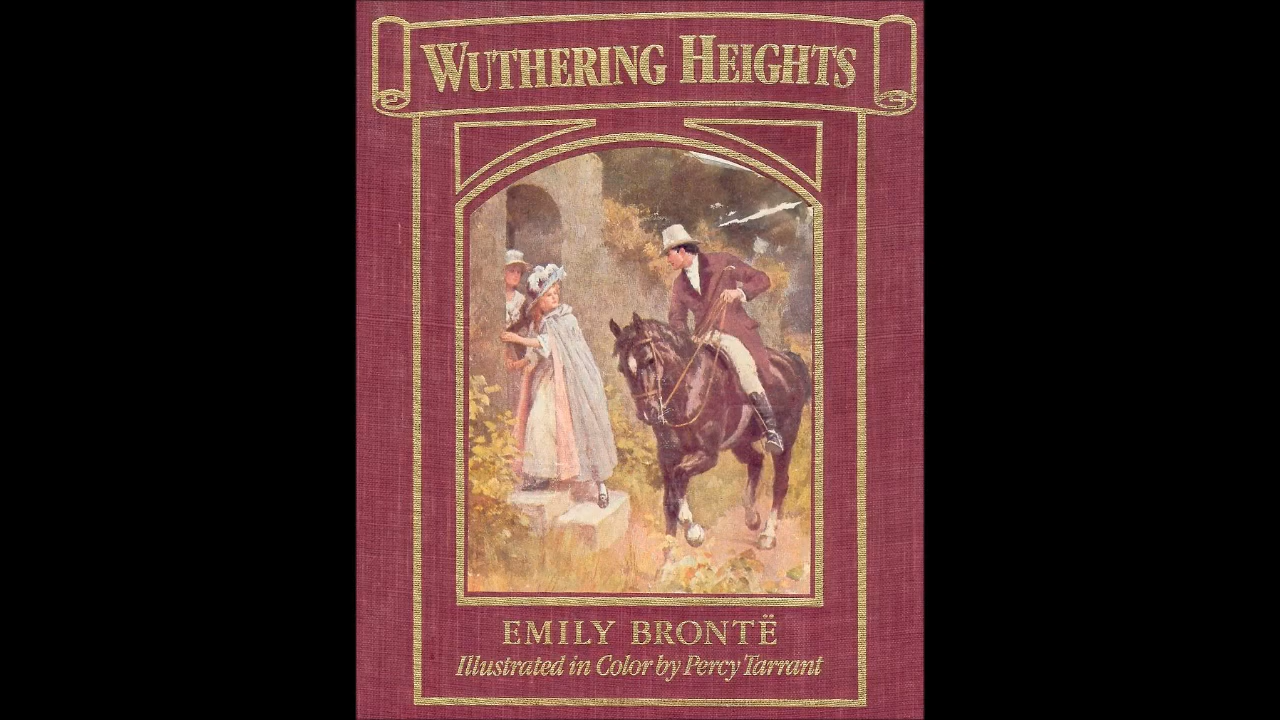 WUTHERING HEIGHTS
EMILY BRONTË
Illustrated in Color by Percy Tarrant